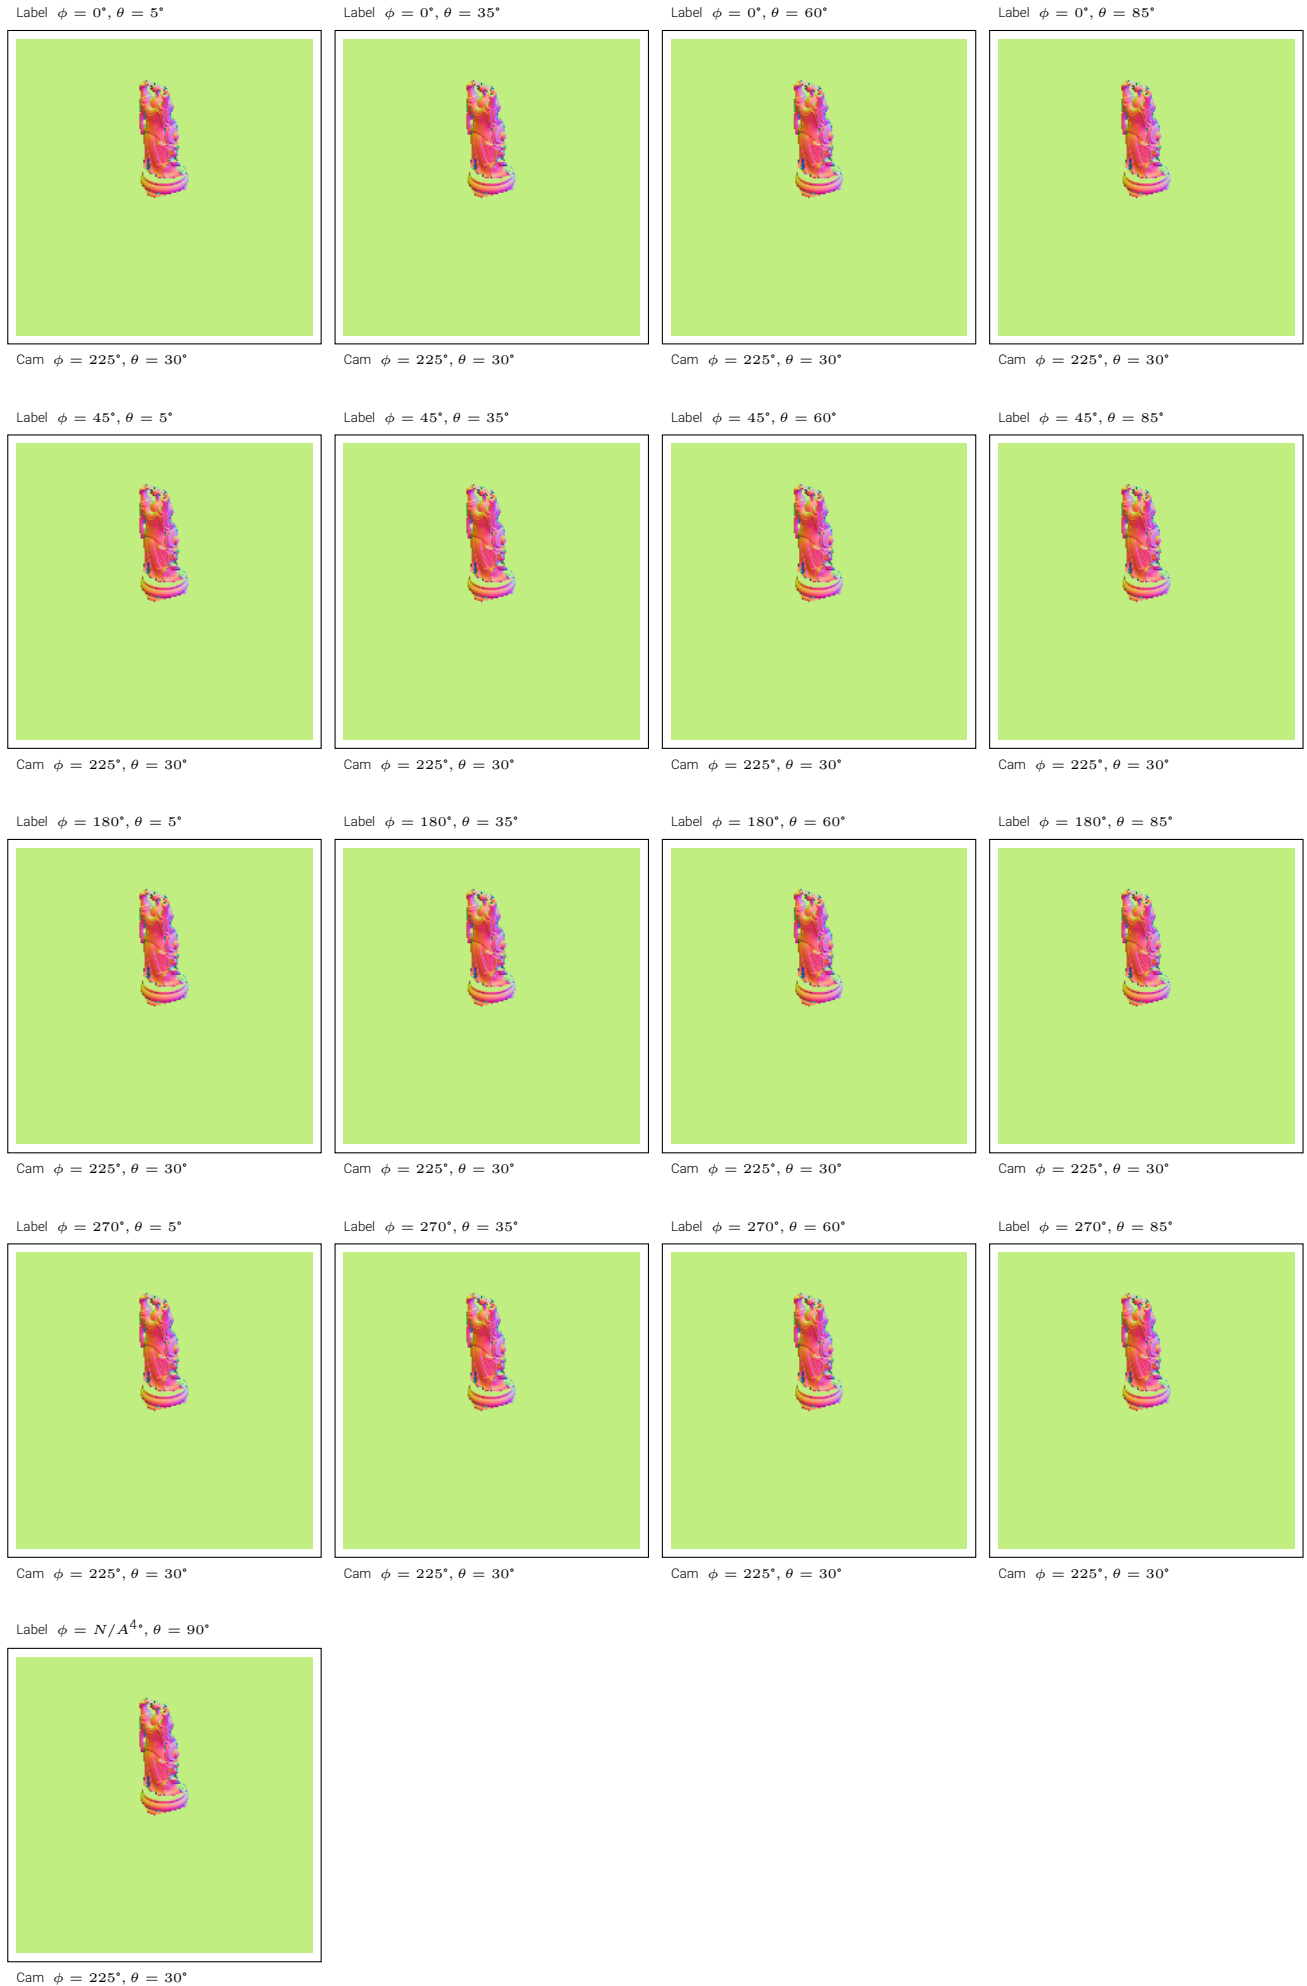 Label ϕ = 0°, θ = 5°
Label ϕ = 0°, θ = 35°
Label ϕ = 0°, θ = 60°
Label ϕ = 0°, θ = 85°
Cam ϕ = 225°, θ = 30°
Cam ϕ = 225°, θ = 30°
Cam ϕ = 225°, θ = 30°
Cam ϕ = 225°, θ = 30°
Label ϕ = 45°, θ = 5°
Label ϕ = 45°, θ = 35°
Label ϕ = 45°, θ = 60°
Label ϕ = 45°, θ = 85°
Cam ϕ = 225°, θ = 30°
Cam ϕ = 225°, θ = 30°
Cam ϕ = 225°, θ = 30°
Cam ϕ = 225°, θ = 30°
Label ϕ = 180°, θ = 5°
Label ϕ = 180°, θ = 35°
Label ϕ = 180°, θ = 60°
Label ϕ = 180°, θ = 85°
Cam ϕ = 225°, θ = 30°
Cam ϕ = 225°, θ = 30°
Cam ϕ = 225°, θ = 30°
Cam ϕ = 225°, θ = 30°
Label ϕ = 270°, θ = 5°
Label ϕ = 270°, θ = 35°
Label ϕ = 270°, θ = 60°
Label ϕ = 270°, θ = 85°
Cam ϕ = 225°, θ = 30°
Cam ϕ = 225°, θ = 30°
Cam ϕ = 225°, θ = 30°
Cam ϕ = 225°, θ = 30°
Label ϕ = N/A⁴°, θ = 90°
Cam ϕ = 225°, θ = 30°